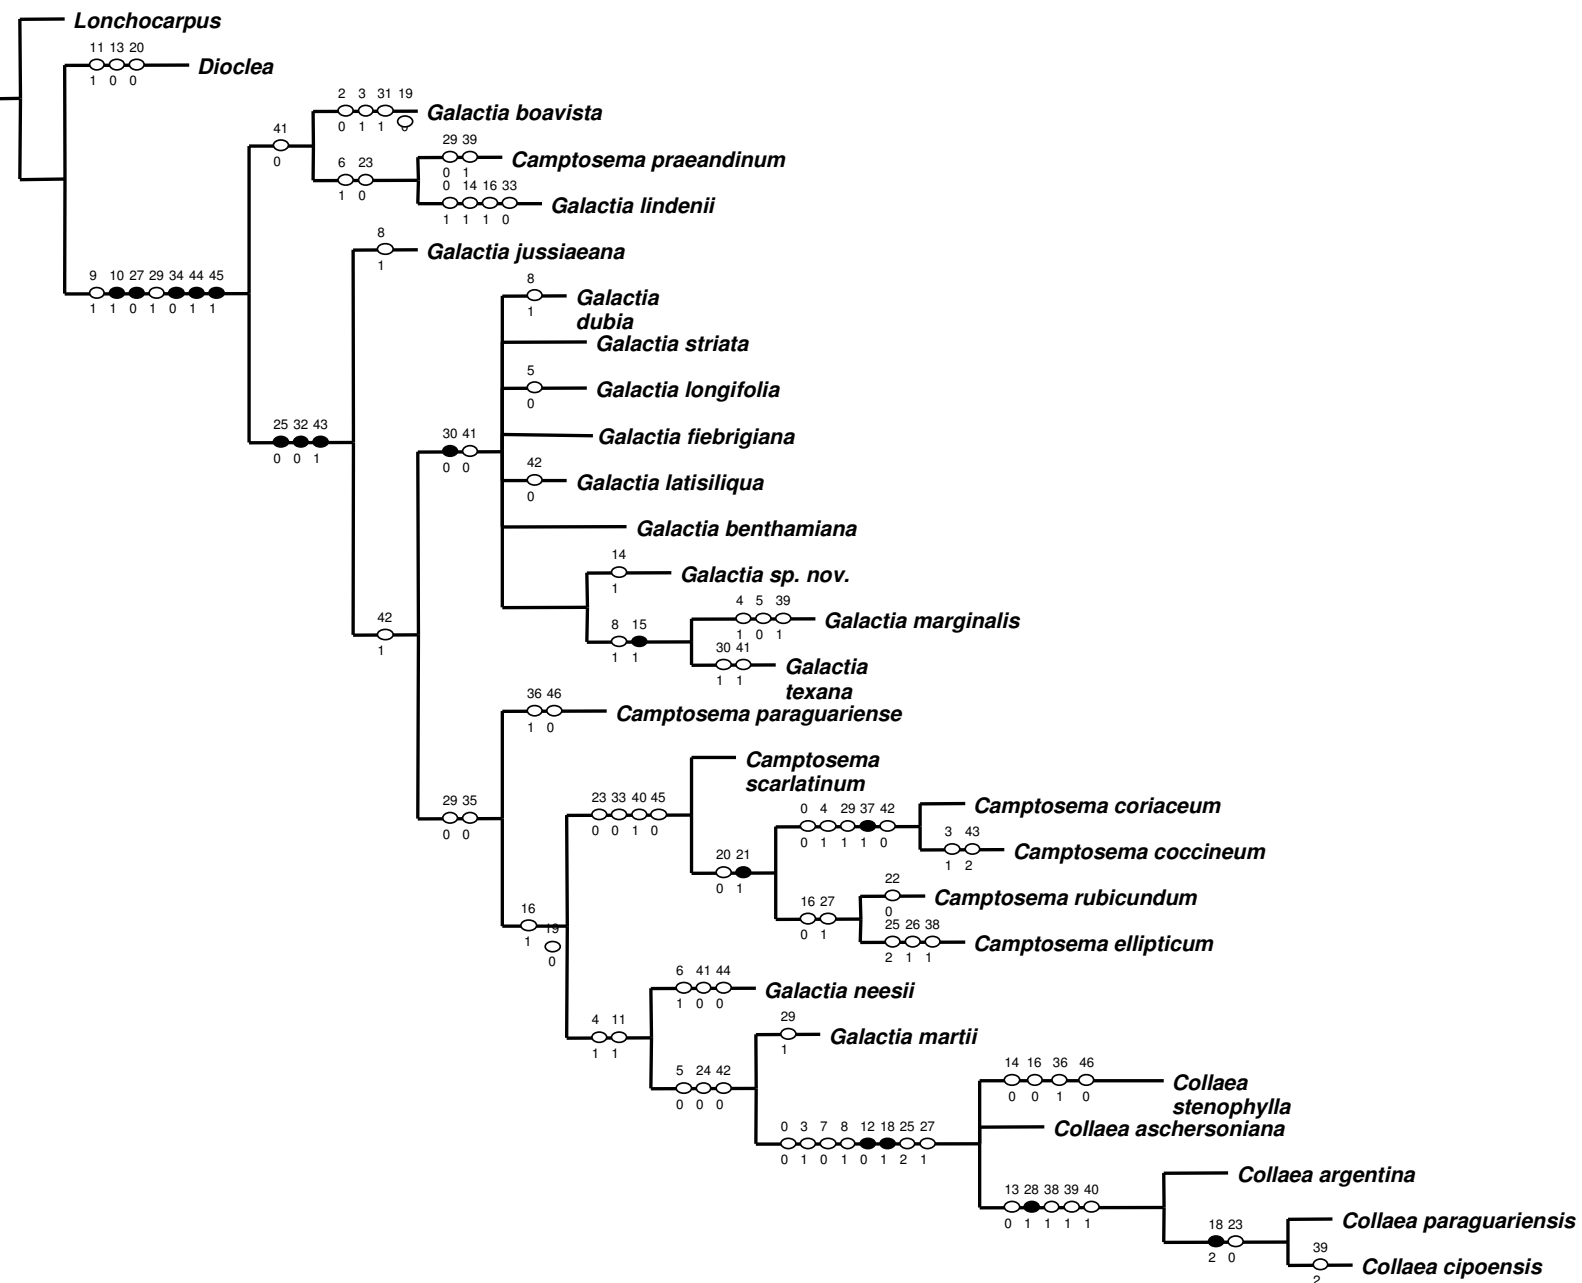 Lonchocarpus
11 13 20
Dioclea
1 0 0
2 3 31 19
Galactia boavista
0 1 1
41
0
29 39
Camptosema praeandinum
6 23
0 1
1 0
0 14 16 33
Galactia lindenii
1 1 1 0
8
Galactia jussiaeana
1
9 10 27 29 34 44 45
1 1 0 1 0 1 1
8
Galactia
1
dubia
Galactia striata
5
Galactia longifolia
0
25 32 43
0 0 1
30 41
Galactia fiebrigiana
0 0
42
Galactia latisiliqua
0
Galactia benthamiana
14
Galactia sp. nov.
1
4 5 39
Galactia marginalis
42
1
8 15
1 0 1
1 1
30 41
Galactia
1 1
texana
36 46
Camptosema paraguariense
1 0
Camptosema
scarlatinum
29 35
0 0
23 33 40 45
0 0 1 0
0 4 29 37 42
Camptosema coriaceum
0 1 1 1 0
3 43
Camptosema coccineum
1 2
20 21
0 1
22
Camptosema rubicundum
16 27
0
0 1
25 26 38
Camptosema ellipticum
2 1 1
16
1
19
0
6 41 44
Galactia neesii
1 0 0
4 11
1 1
29
Galactia martii
1
5 24 42
0 0 0
14 16 36 46
Collaea
0 0 1 0
stenophylla
0 3 7 8 12 18 25 27
Collaea aschersoniana
0 1 0 1 0 1 2 1
Collaea argentina
13 28 38 39 40
0 1 1 1 1
18 23
Collaea paraguariensis
2 0
39
Collaea cipoensis
2